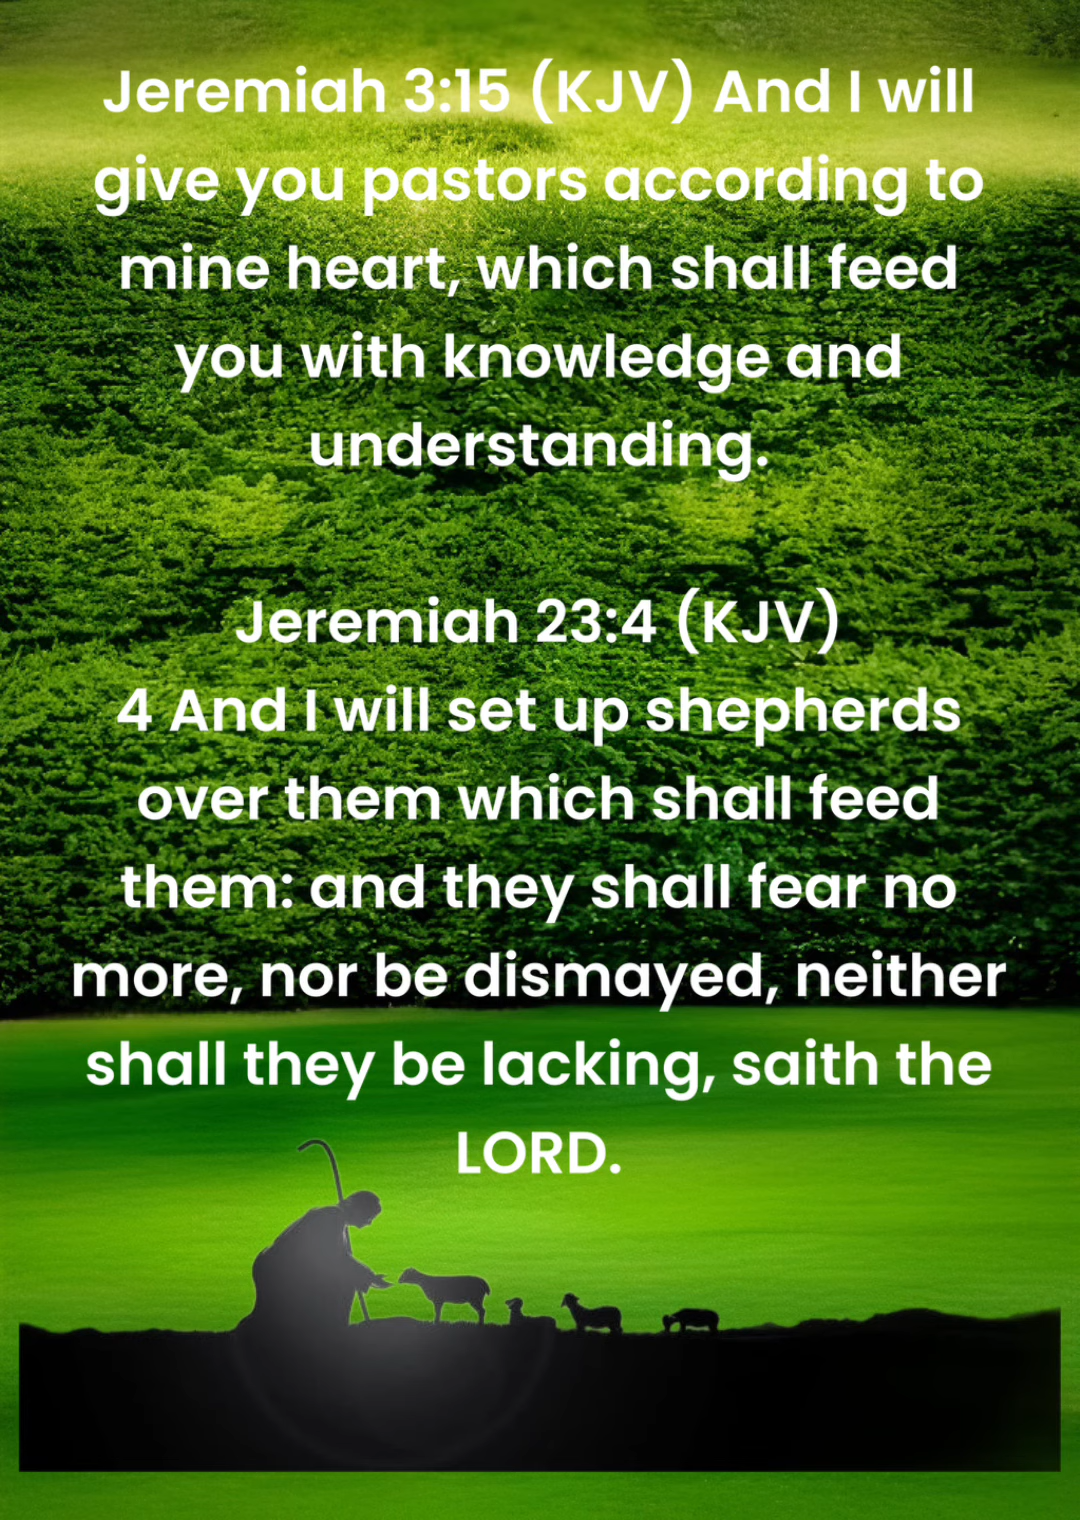 Jeremiah 3:15 (KJV) And I will
give you pastors according to
mine heart, which shall feed
you with knowledge and
understanding.
Jeremiah 23:4 (KJV)
4 And I will set up shepherds
over them which shall feed
them: and they shall fear no
more, nor be dismayed, neither
shall they be lacking, saith the
LORD.